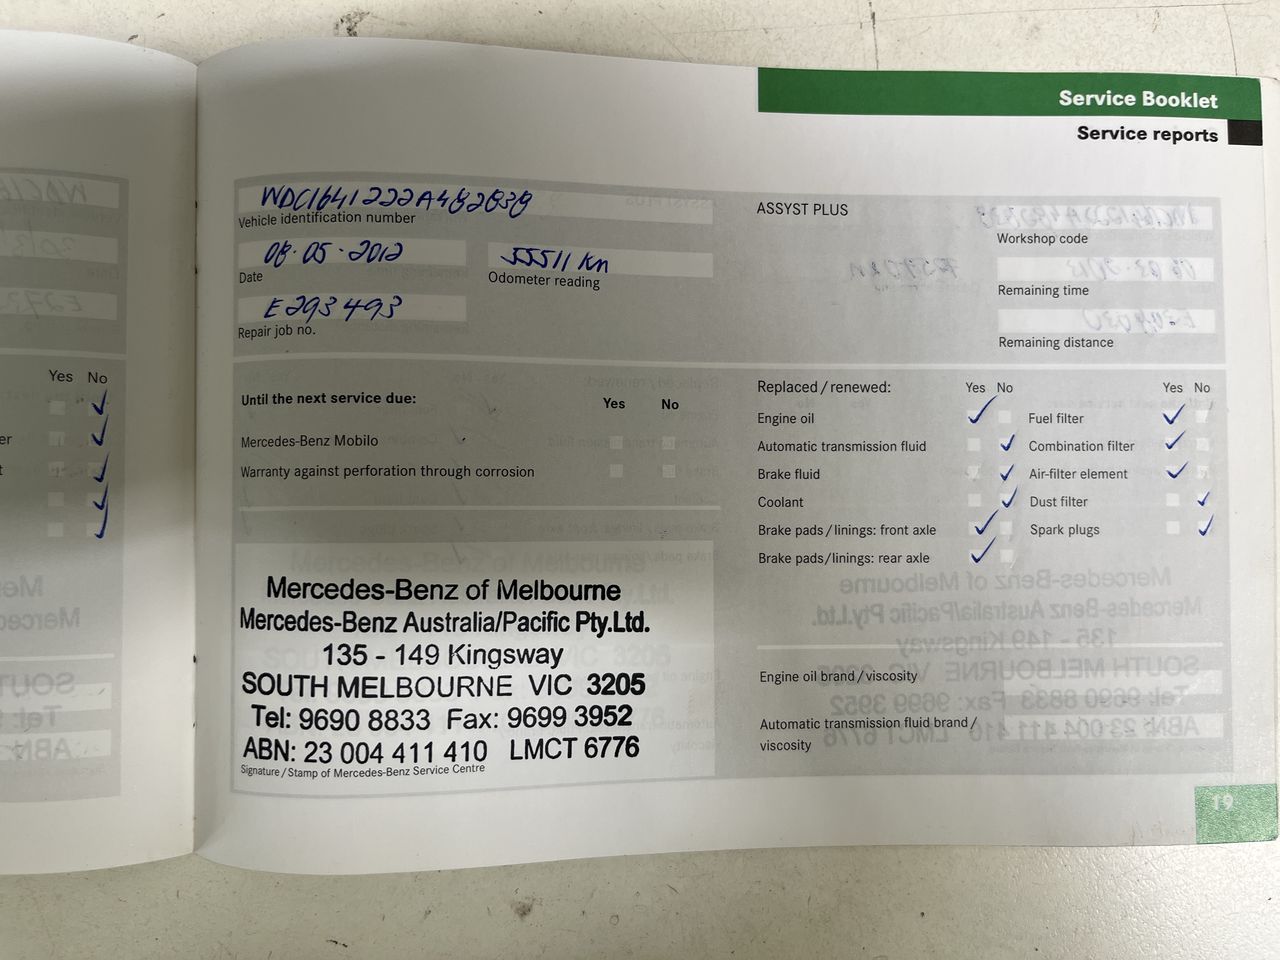 Service Booklet
Service reports
WDC1641222A482838
Vehicle identification number
08·05·2012
Date
55511 Km
Odometer reading
E293493
Repair job no.
ASSYST PLUS
Workshop code
Remaining time
Remaining distance
Yes No
Until the next service due:
Yes No
Mercedes-Benz Mobilo
Warranty against perforation through corrosion
Mercedes-Benz of Melbourne
Mercedes-Benz Australia/Pacific Pty.Ltd.
135 - 149 Kingsway
SOUTH MELBOURNE VIC 3205
Tel: 9690 8833 Fax: 9699 3952
ABN: 23 004 411 410 LMCT 6776
Signature/Stamp of Mercedes-Benz Service Centre
Replaced/renewed: Yes No Yes No
Engine oil Fuel filter
Automatic transmission fluid Combination filter
Brake fluid Air-filter element
Coolant Dust filter
Brake pads/linings: front axle Spark plugs
Brake pads/linings: rear axle
Engine oil brand/viscosity
Automatic transmission fluid brand/
viscosity
19